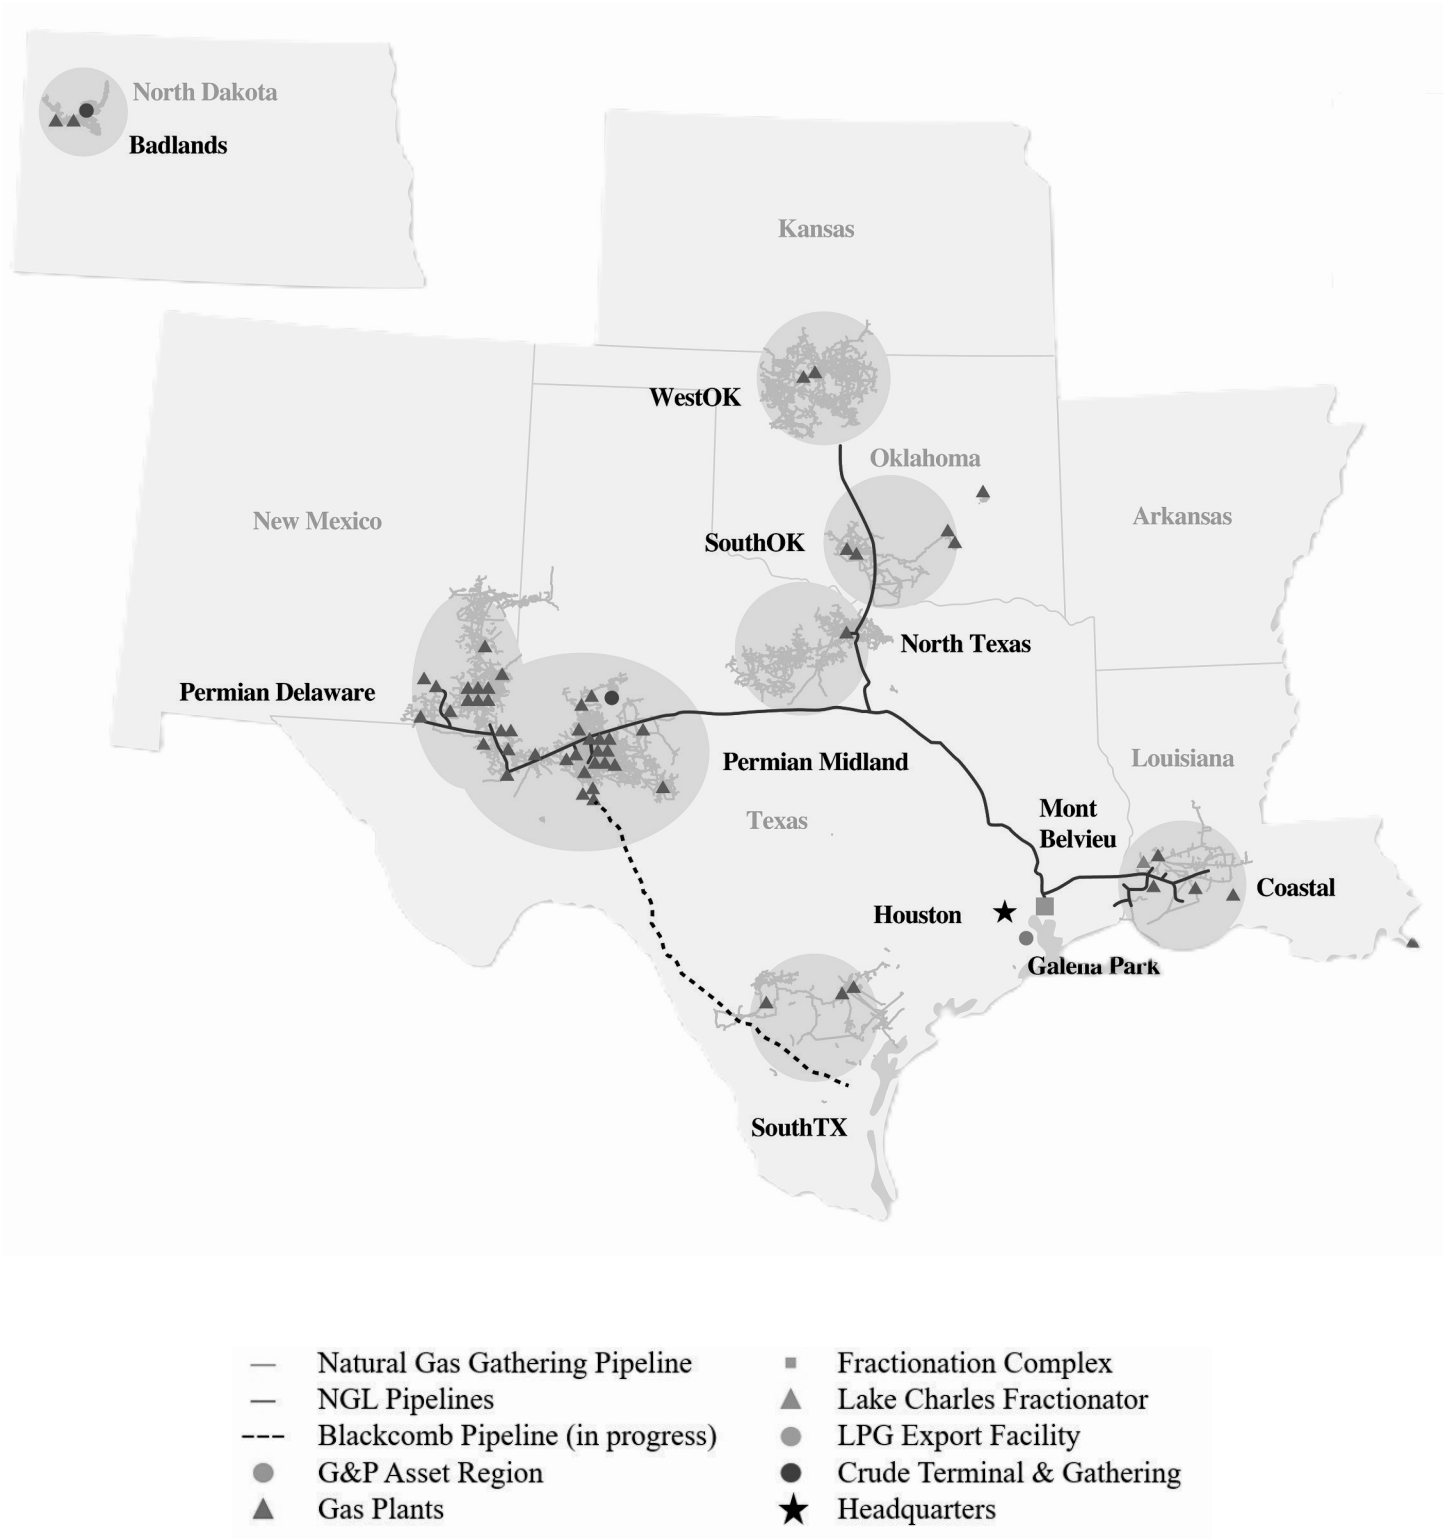 North Dakota
Badlands
Kansas
WestOK
Oklahoma
New Mexico
Arkansas
SouthOK
North Texas
Permian Delaware
Permian Midland
Louisiana
Texas
Mont
Belvieu
Coastal
Houston
Galena Park
SouthTX
Natural Gas Gathering Pipeline
NGL Pipelines
Blackcomb Pipeline (in progress)
G&P Asset Region
Gas Plants
Fractionation Complex
Lake Charles Fractionator
LPG Export Facility
Crude Terminal & Gathering
Headquarters